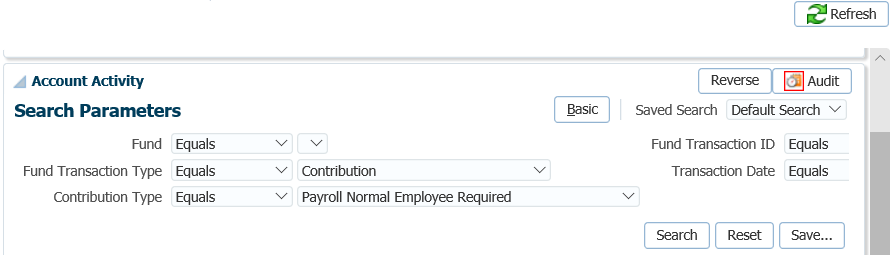 Refresh
Account Activity Reverse Audit
Search Parameters Basic Saved Search Default Search
Fund Equals Fund Transaction ID Equals
Fund Transaction Type Equals Contribution Transaction Date Equals
Contribution Type Equals Payroll Normal Employee Required
Search Reset Save...